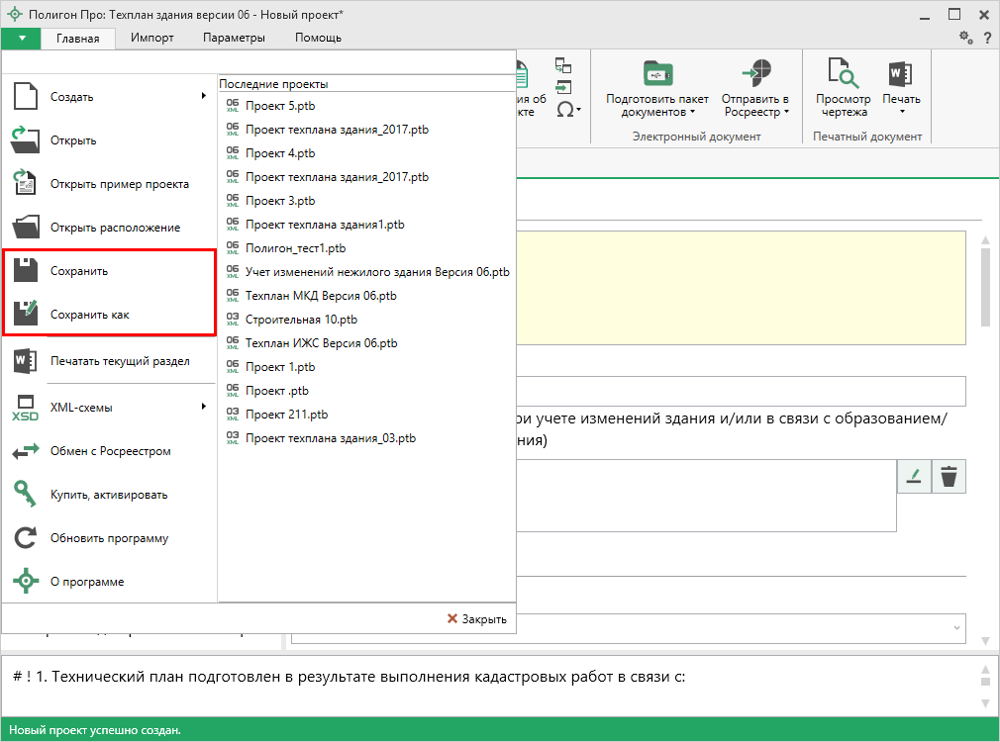 Полигон Про: Техплан здания версии 06 - Новый проект*
Главная Импорт Параметры Помощь
?
Создать
Открыть
Открыть пример проекта
Открыть расположение
Сохранить
Сохранить как
W Печатать текущий раздел
XSD XML-схемы
Обмен с Росреестром
Купить, активировать
Обновить программу
О программе
Последние проекты
06 XML Проект 5.ptb
06 XML Проект техплана здания_2017.ptb
06 XML Проект 4.ptb
06 XML Проект техплана здания_2017.ptb
06 XML Проект 3.ptb
06 XML Проект техплана здания1.ptb
06 XML Полигон_тест1.ptb
06 XML Учет изменений нежилого здания Версия 06.ptb
06 XML Техплан МКД Версия 06.ptb
03 XML Строительная 10.ptb
06 XML Техплан ИЖС Версия 06.ptb
06 XML Проект 1.ptb
06 XML Проект .ptb
03 XML Проект 211.ptb
03 XML Проект техплана здания_03.ptb
Закрыть
ия об
кте
Ω
Подготовить пакет
документов
Отправить в
Росреестр
Электронный документ
Просмотр
чертежа
W
Печать
Печатный документ
ри учете изменений здания и/или в связи с образованием/
ния)
# ! 1. Технический план подготовлен в результате выполнения кадастровых работ в связи с:
Новый проект успешно создан.